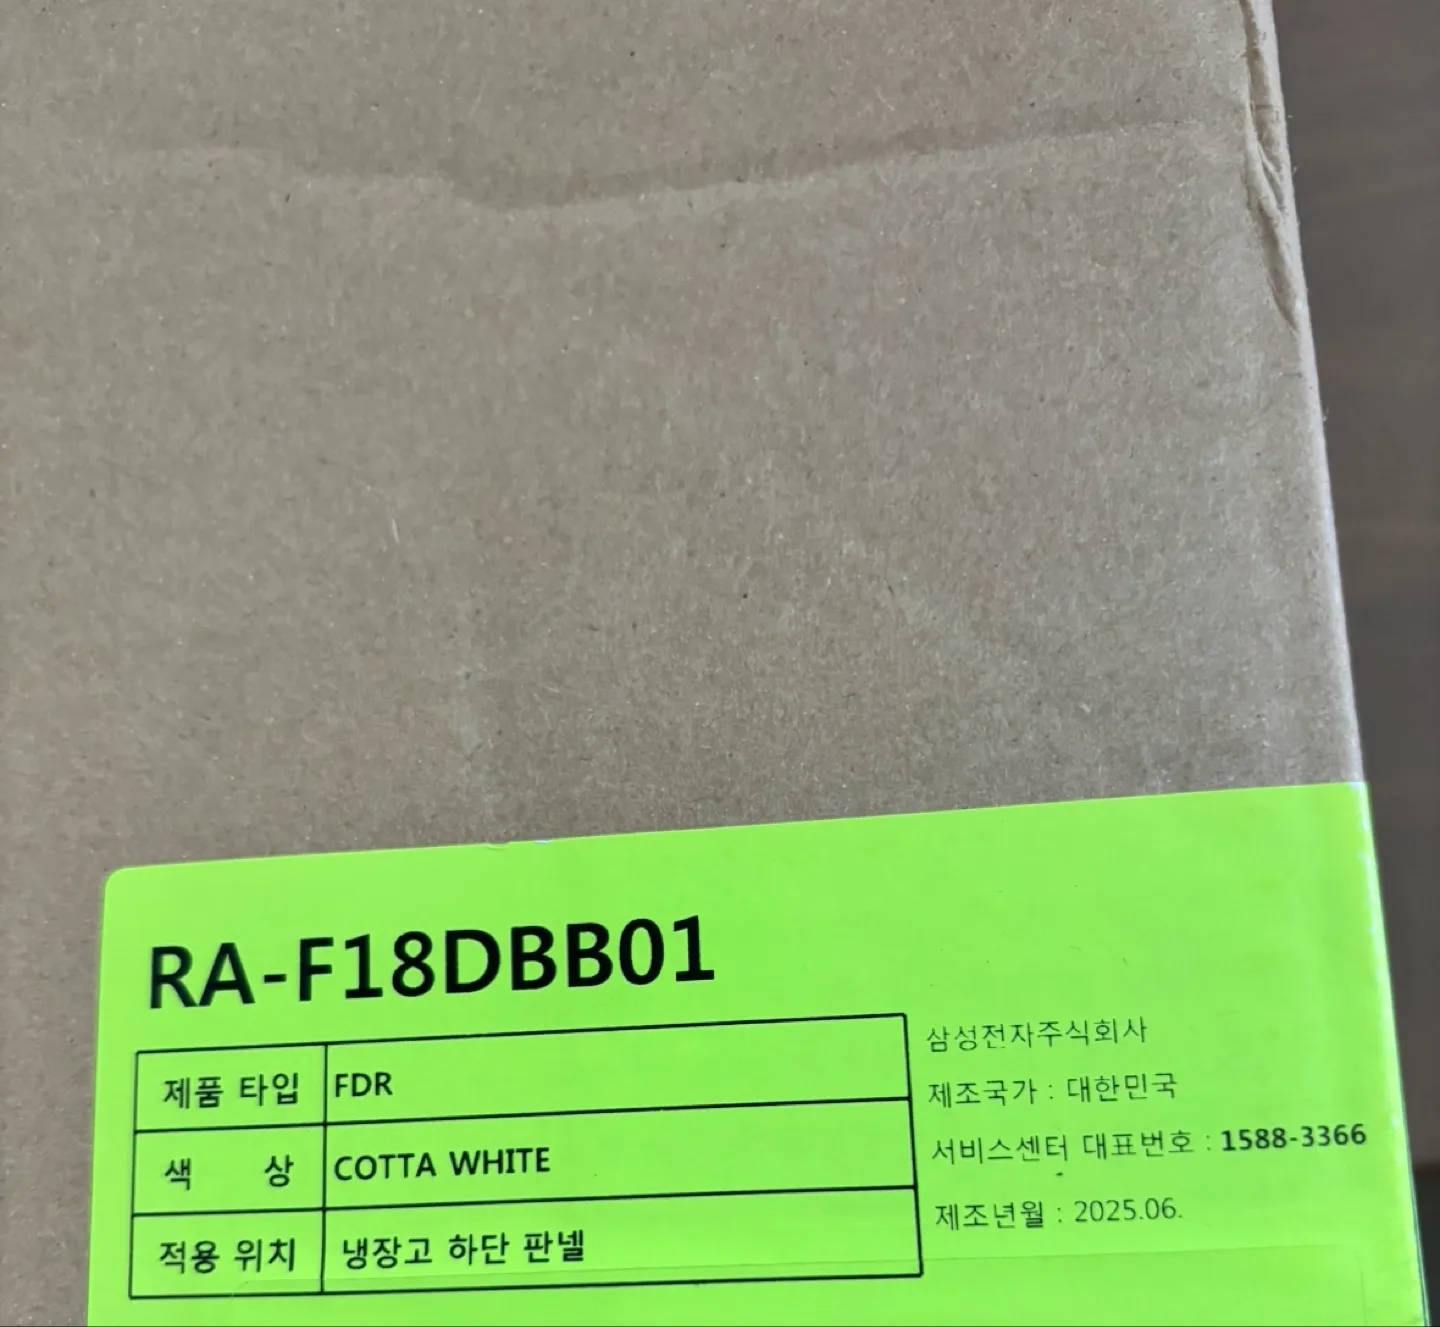 RA-F18DBB01
제품 타입 FDR
색 상 COTTA WHITE
적용 위치 냉장고 하단 판넬
삼성전자주식회사
제조국가 : 대한민국
서비스센터 대표번호 : 1588-3366
제조년월 : 2025.06.